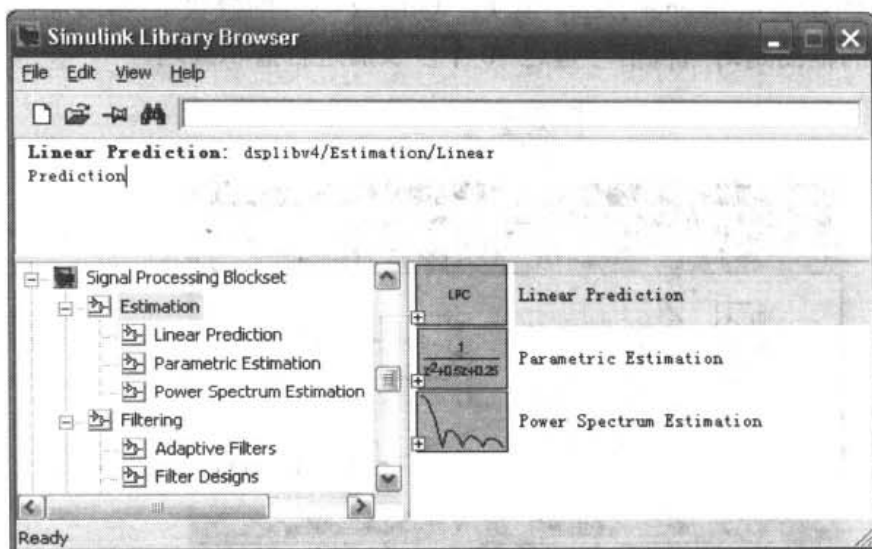 Simulink Library Browser
File Edit View Help
Linear Prediction: dsplibv4/Estimation/Linear
Prediction
Signal Processing Blockset
Estimation
Linear Prediction
Parametric Estimation
Power Spectrum Estimation
Filtering
Adaptive Filters
Filter Designs
LPC
Linear Prediction
1
z²+0.5z+0.25
Parametric Estimation
Power Spectrum Estimation
Ready